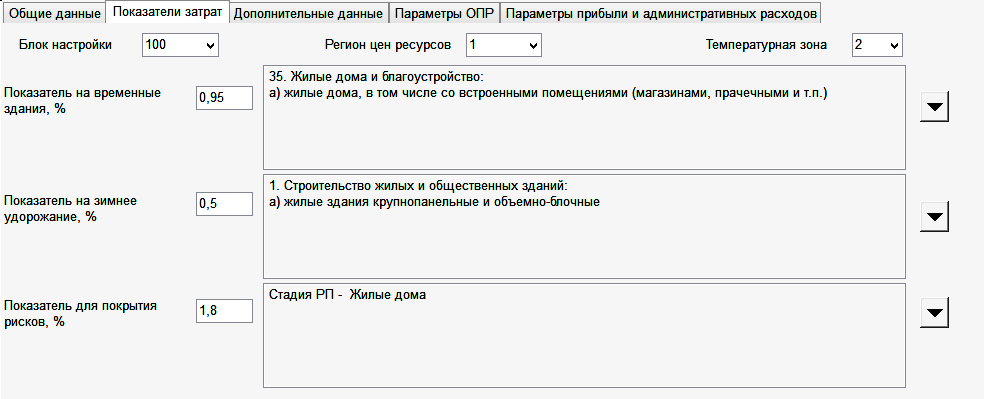 Общие данные Показатели затрат Дополнительные данные Параметры ОПР Параметры прибыли и административных расходов
Блок настройки 100 Регион цен ресурсов 1 Температурная зона 2
Показатель на временные здания, % 0,95
35. Жилые дома и благоустройство:
а) жилые дома, в том числе со встроенными помещениями (магазинами, прачечными и т.п.)
Показатель на зимнее удорожание, % 0,5
1. Строительство жилых и общественных зданий:
а) жилые здания крупнопанельные и объемно-блочные
Показатель для покрытия рисков, % 1,8
Стадия РП - Жилые дома